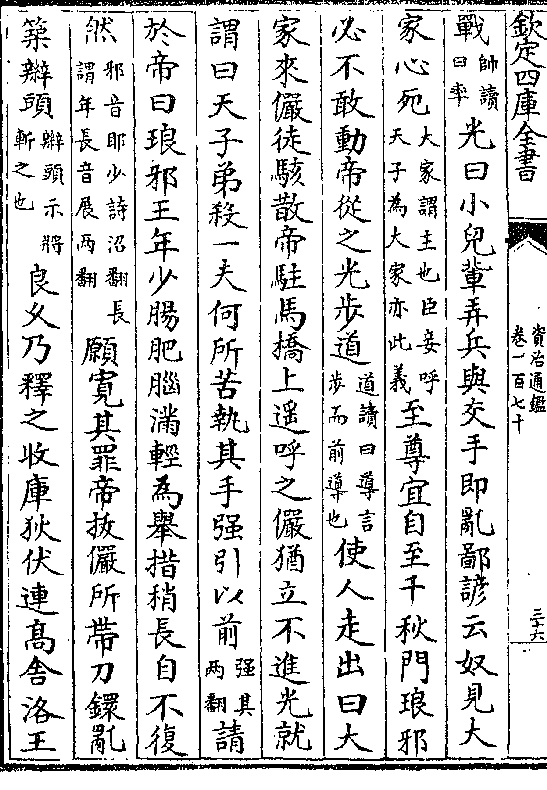 欽定四庫全書
資治通鑑
卷一百七十
三十六
戰帥讀曰率光曰小兒輩弄兵與交手即亂鄙諺云奴見大
家心死大家謂主也臣妾呼天子為大家亦此義至尊宜自至千秋門琅邪
必不敢動帝從之光步道道讀曰導言步而前導也使人走出曰大
家來儼徒駭散帝駐馬橋上遥呼之儼猶立不進光就
謂曰天子弟殺一夫何所苦執其手强引以前强其兩翻請
於帝曰琅邪王年少腸肥腦滿輕為舉措稍長自不復
然邪音耶少詩沼翻長謂年長音展两翻願寛其罪帝拔儼所帶刀鐶亂
築辮頭辮頭示將斬之也良久乃釋之收庫狄伏連髙舍洛王